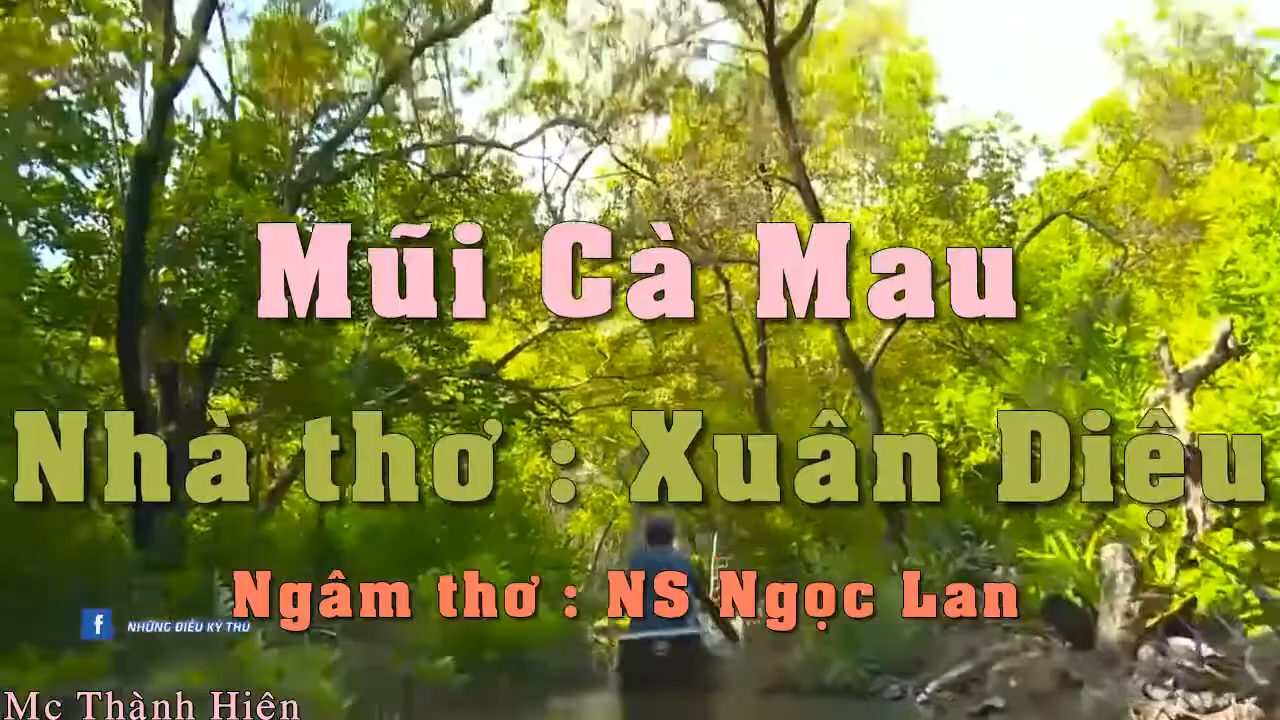 Mũi Cà Mau
Nhà thơ : Xuân Diệu
Ngâm thơ : NS Ngọc Lan
NHỮNG ĐIỀU KỲ THÚ
Mc Thành Hiên